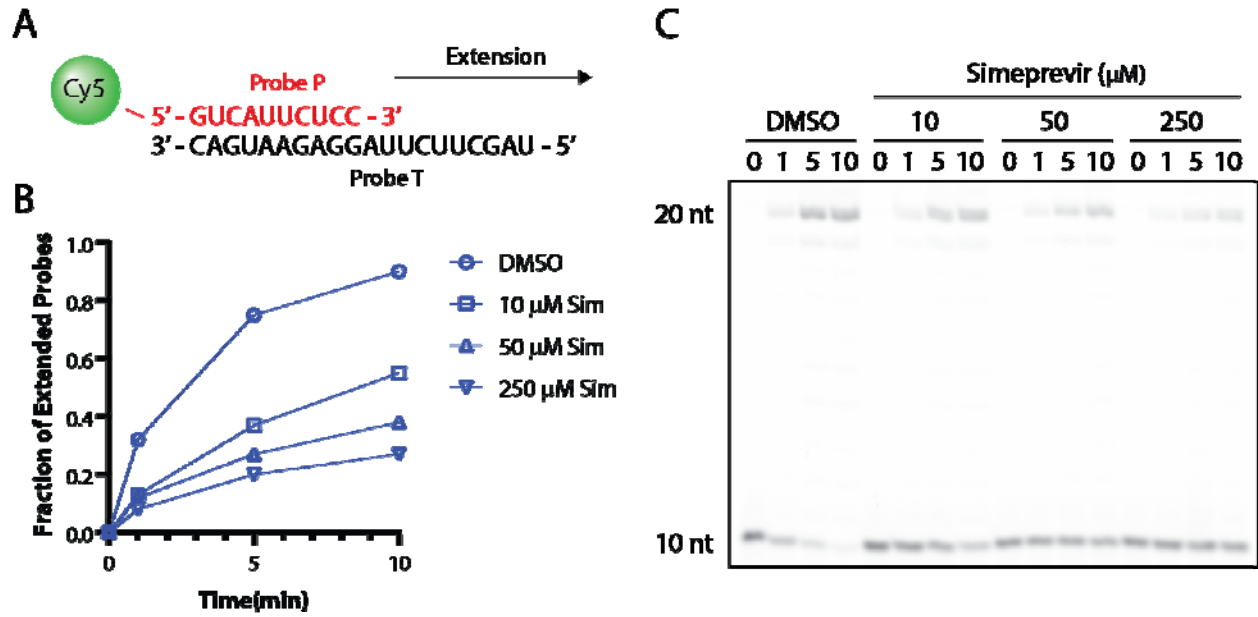 A
Cy5
Extension
Probe P
5' - GUCAUUCUCC - 3'
3' - CAGUAAGAGGAUUCUUCGAU - 5'
Probe T
B
Fraction of Extended Probes
1.0
0.8
0.6
0.4
0.2
0.0
0 5 10
Time(min)
DMSO
10 μM Sim
50 μM Sim
250 μM Sim
C
Simeprevir (μM)
DMSO 10 50 250
0 1 5 10 0 1 5 10 0 1 5 10 0 1 5 10
20 nt
10 nt